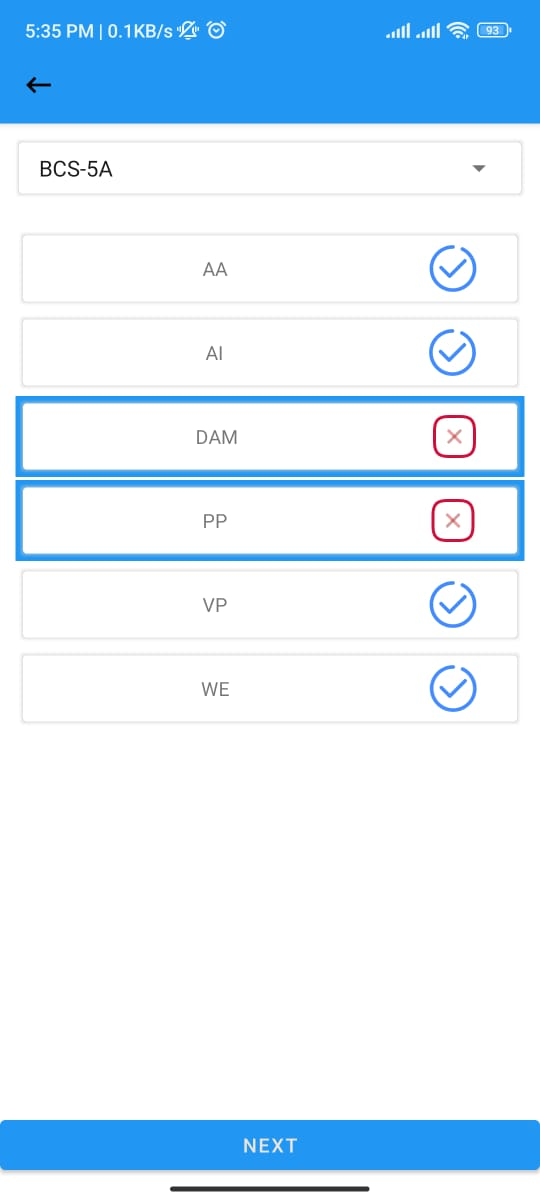 5:35 PM | 0.1KB/s
93
BCS-5A
AA
AI
DAM
PP
VP
WE
NEXT